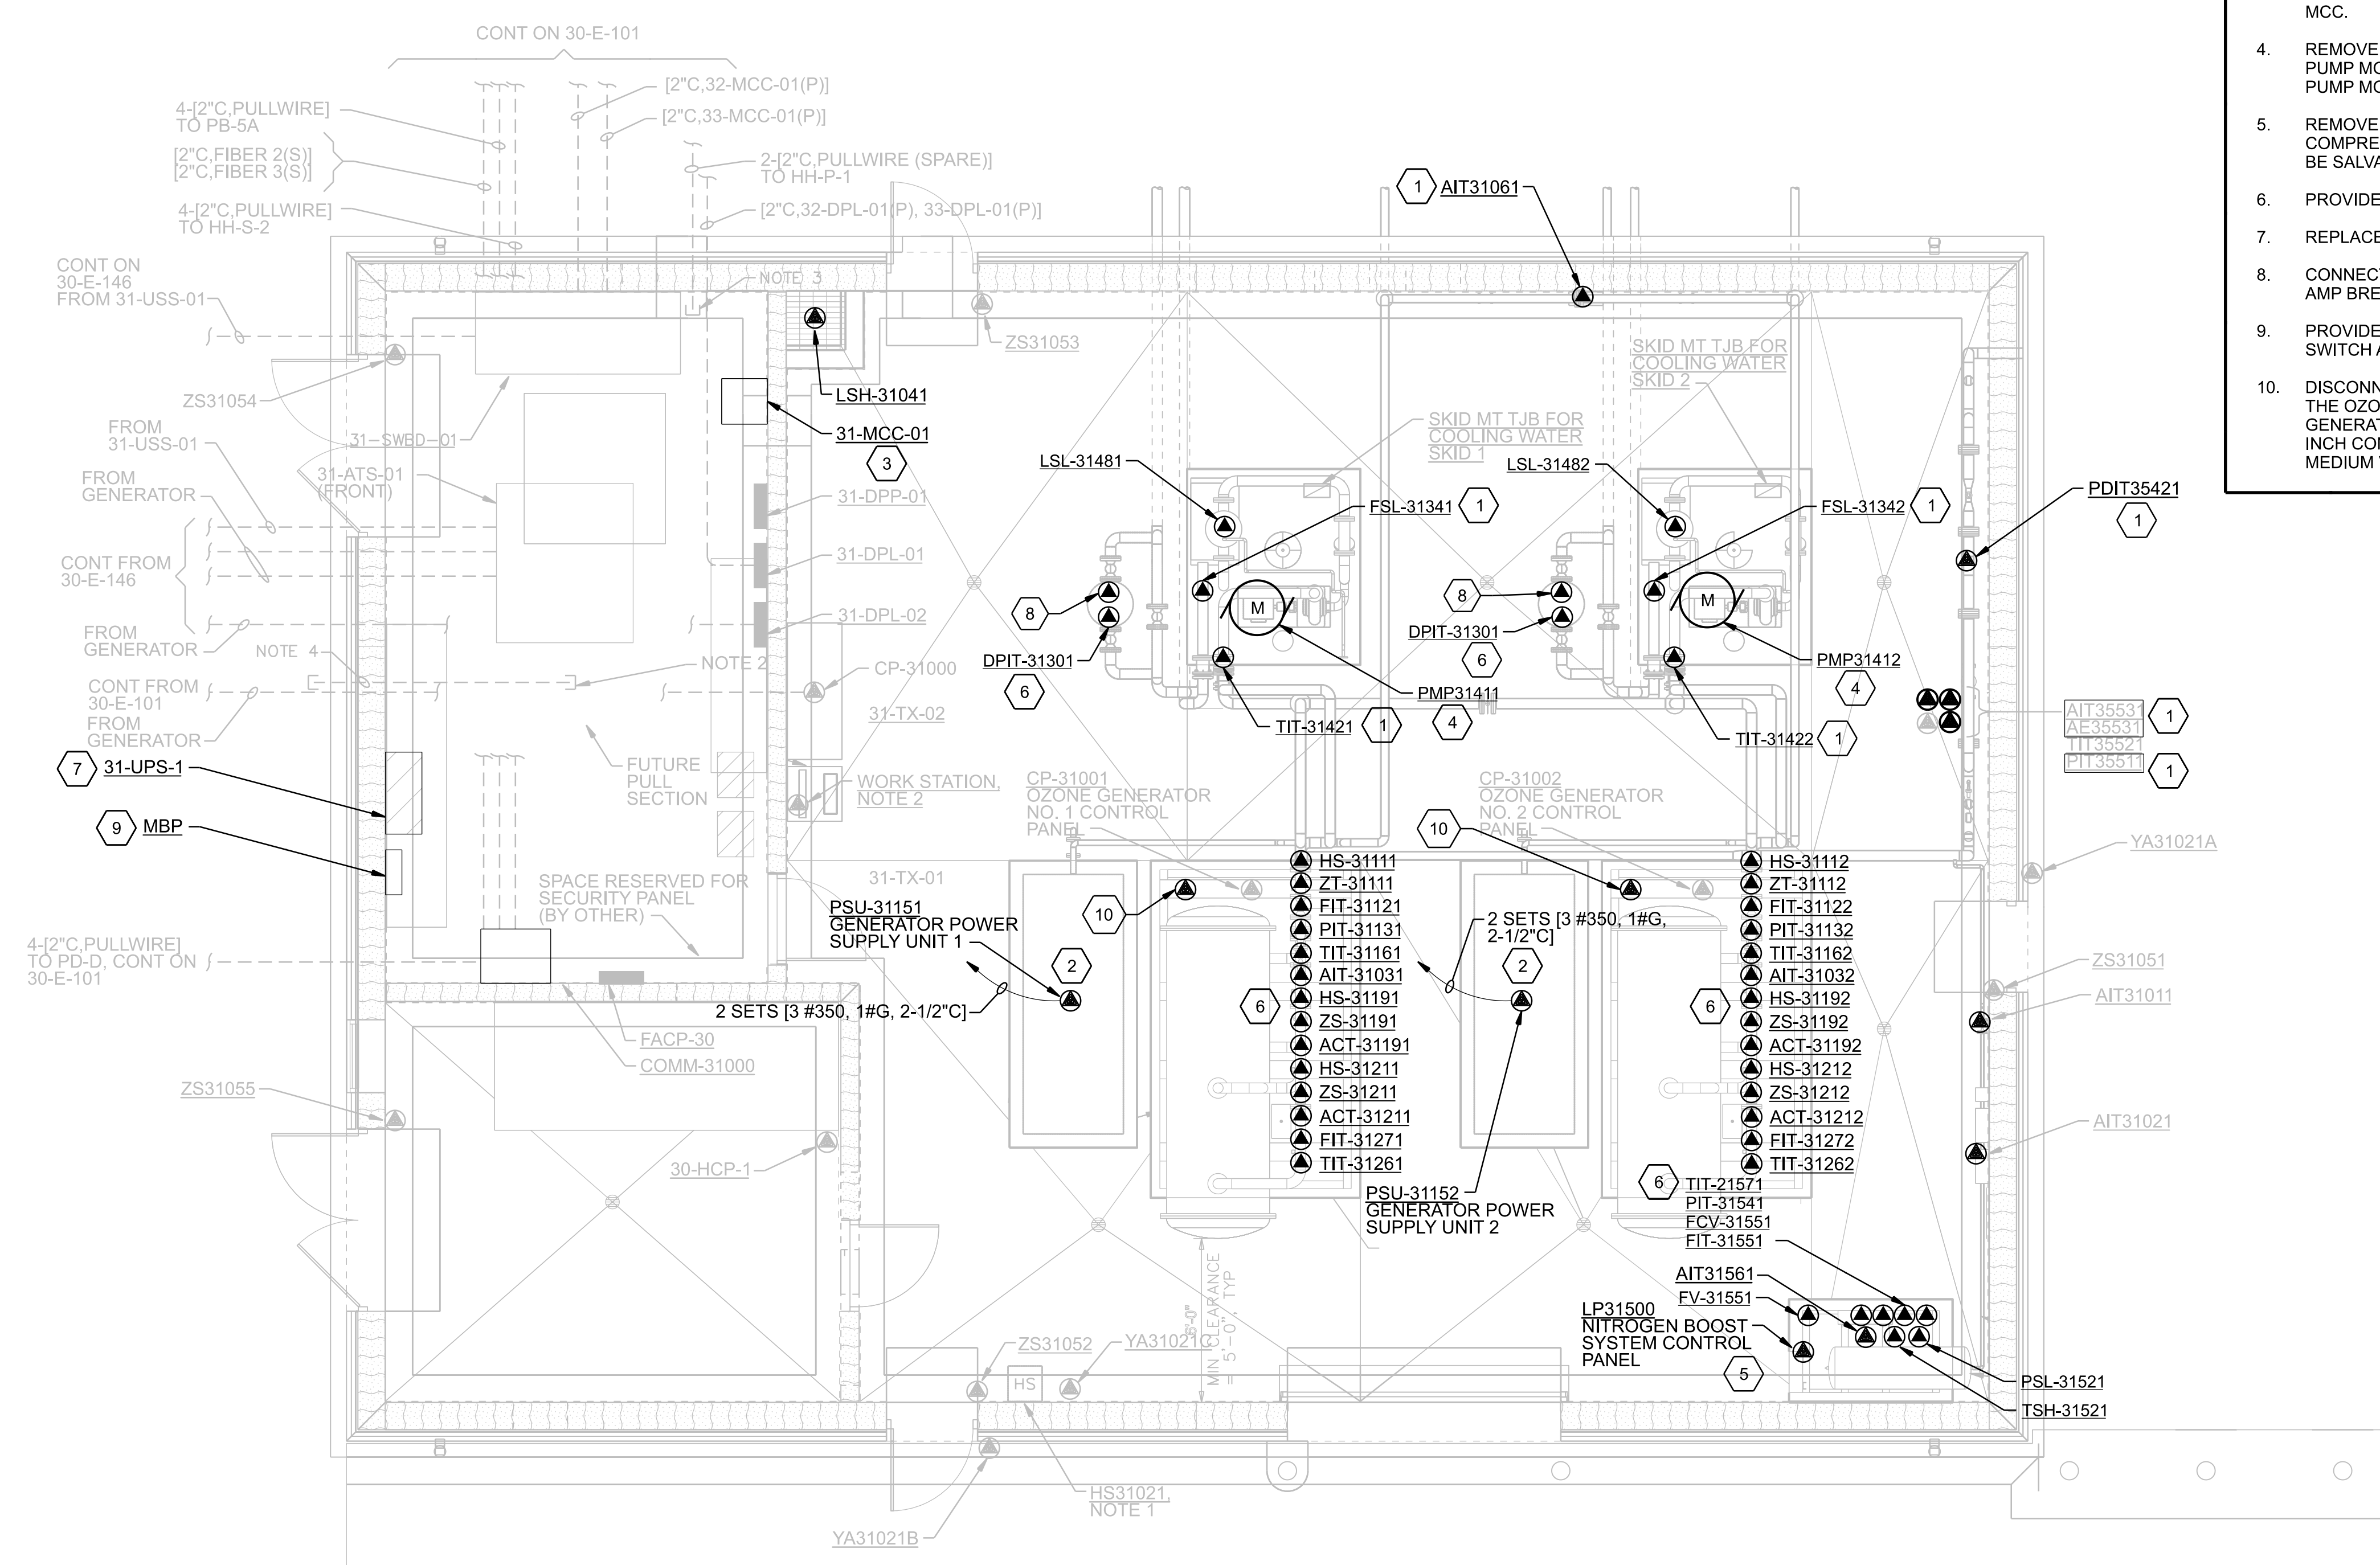 CONT ON 30-E-101
[2"C,32-MCC-01(P)]
4-[2"C,PULLWIRE]
TO PB-5A
[2"C,33-MCC-01(P)]
[2"C,FIBER 2(S)]
[2"C,FIBER 3(S)]
2-[2"C,PULLWIRE (SPARE)]
TO HH-P-1
4-[2"C,PULLWIRE]
TO HH-S-2
[2"C,32-DPL-01(P), 33-DPL-01(P)]
1 AIT31061
CONT ON
30-E-146
FROM 31-USS-01
NOTE 3
ZS31053
ZS31054
LSH-31041
31-MCC-01
3
FROM
31-USS-01
31-SWBD-01
31-ATS-01
(FRONT)
FROM
GENERATOR
31-DPP-01
31-DPL-01
31-DPL-02
CONT FROM
30-E-146
FROM
GENERATOR
NOTE 4
NOTE 2
CP-31000
31-TX-02
CONT FROM
30-E-101
FROM
GENERATOR
7 31-UPS-1
9 MBP
FUTURE
PULL
SECTION
WORK STATION,
NOTE 2
31-TX-01
SPACE RESERVED FOR
SECURITY PANEL
(BY OTHER)
4-[2"C,PULLWIRE]
TO PD-D, CONT ON
30-E-101
FACP-30
COMM-31000
ZS31055
30-HCP-1
SKID MT TJB FOR
COOLING WATER
SKID 2
SKID MT TJB FOR
COOLING WATER
SKID 1
LSL-31481
FSL-31341 1
LSL-31482
FSL-31342 1
8
M
DPIT-31301
6
PMP31411
4
TIT-31421 1
8
M
DPIT-31301
6
PMP31412
4
TIT-31422 1
PDIT35421
1
AIT35531
AE35531
1
TIT35521
PIT35511
1
CP-31001
OZONE GENERATOR
NO. 1 CONTROL
PANEL
CP-31002
OZONE GENERATOR
NO. 2 CONTROL
PANEL
10
10
PSU-31151
GENERATOR POWER
SUPPLY UNIT 1
2
2 SETS [3 #350, 1#G, 2-1/2"C]
2 SETS [3 #350, 1#G,
2-1/2"C]
2
HS-31111
ZT-31111
FIT-31121
PIT-31131
TIT-31161
AIT-31031
HS-31191
6
ZS-31191
ACT-31191
HS-31211
ZS-31211
ACT-31211
FIT-31271
TIT-31261
HS-31112
ZT-31112
FIT-31122
PIT-31132
TIT-31162
AIT-31032
HS-31192
6
ZS-31192
ACT-31192
HS-31212
ZS-31212
ACT-31212
FIT-31272
TIT-31262
YA31021A
ZS31051
AIT31011
AIT31021
PSU-31152
GENERATOR POWER
SUPPLY UNIT 2
6 TIT-21571
PIT-31541
FCV-31551
FIT-31551
AIT31561
FV-31551
LP31500
NITROGEN BOOST
SYSTEM CONTROL
PANEL
5
PSL-31521
TSH-31521
6'-0"
MIN CLEARANCE
= 5'-0", TYP
ZS31052
YA31021C
HS
HS31021,
NOTE 1
YA31021B
MCC.
4. REMOVE
PUMP MO
PUMP MO
5. REMOVE
COMPRE
BE SALVA
6. PROVIDE
7. REPLACE
8. CONNECT
AMP BRE
9. PROVIDE
SWITCH A
10. DISCONN
THE OZO
GENERAT
INCH CON
MEDIUM